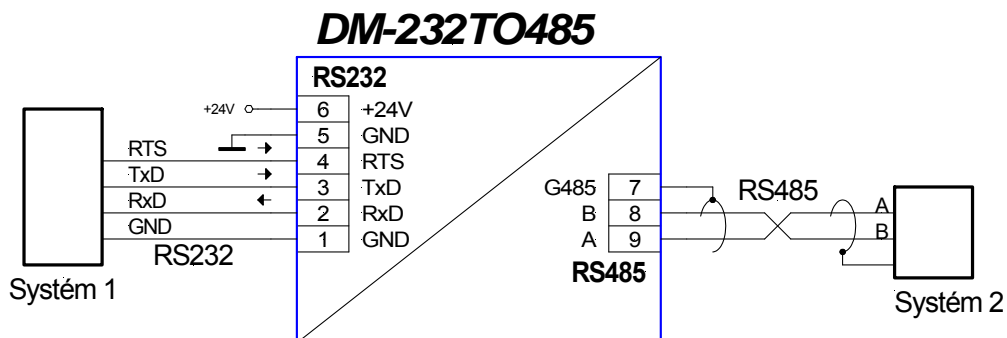 DM-232TO485
RS232
+24V 6 +24V
5 GND
RTS 4 RTS
TxD 3 TxD
RxD 2 RxD
GND 1 GND
RS232
Systém 1
G485 7 RS485
B 8 A
A 9 B
RS485
Systém 2